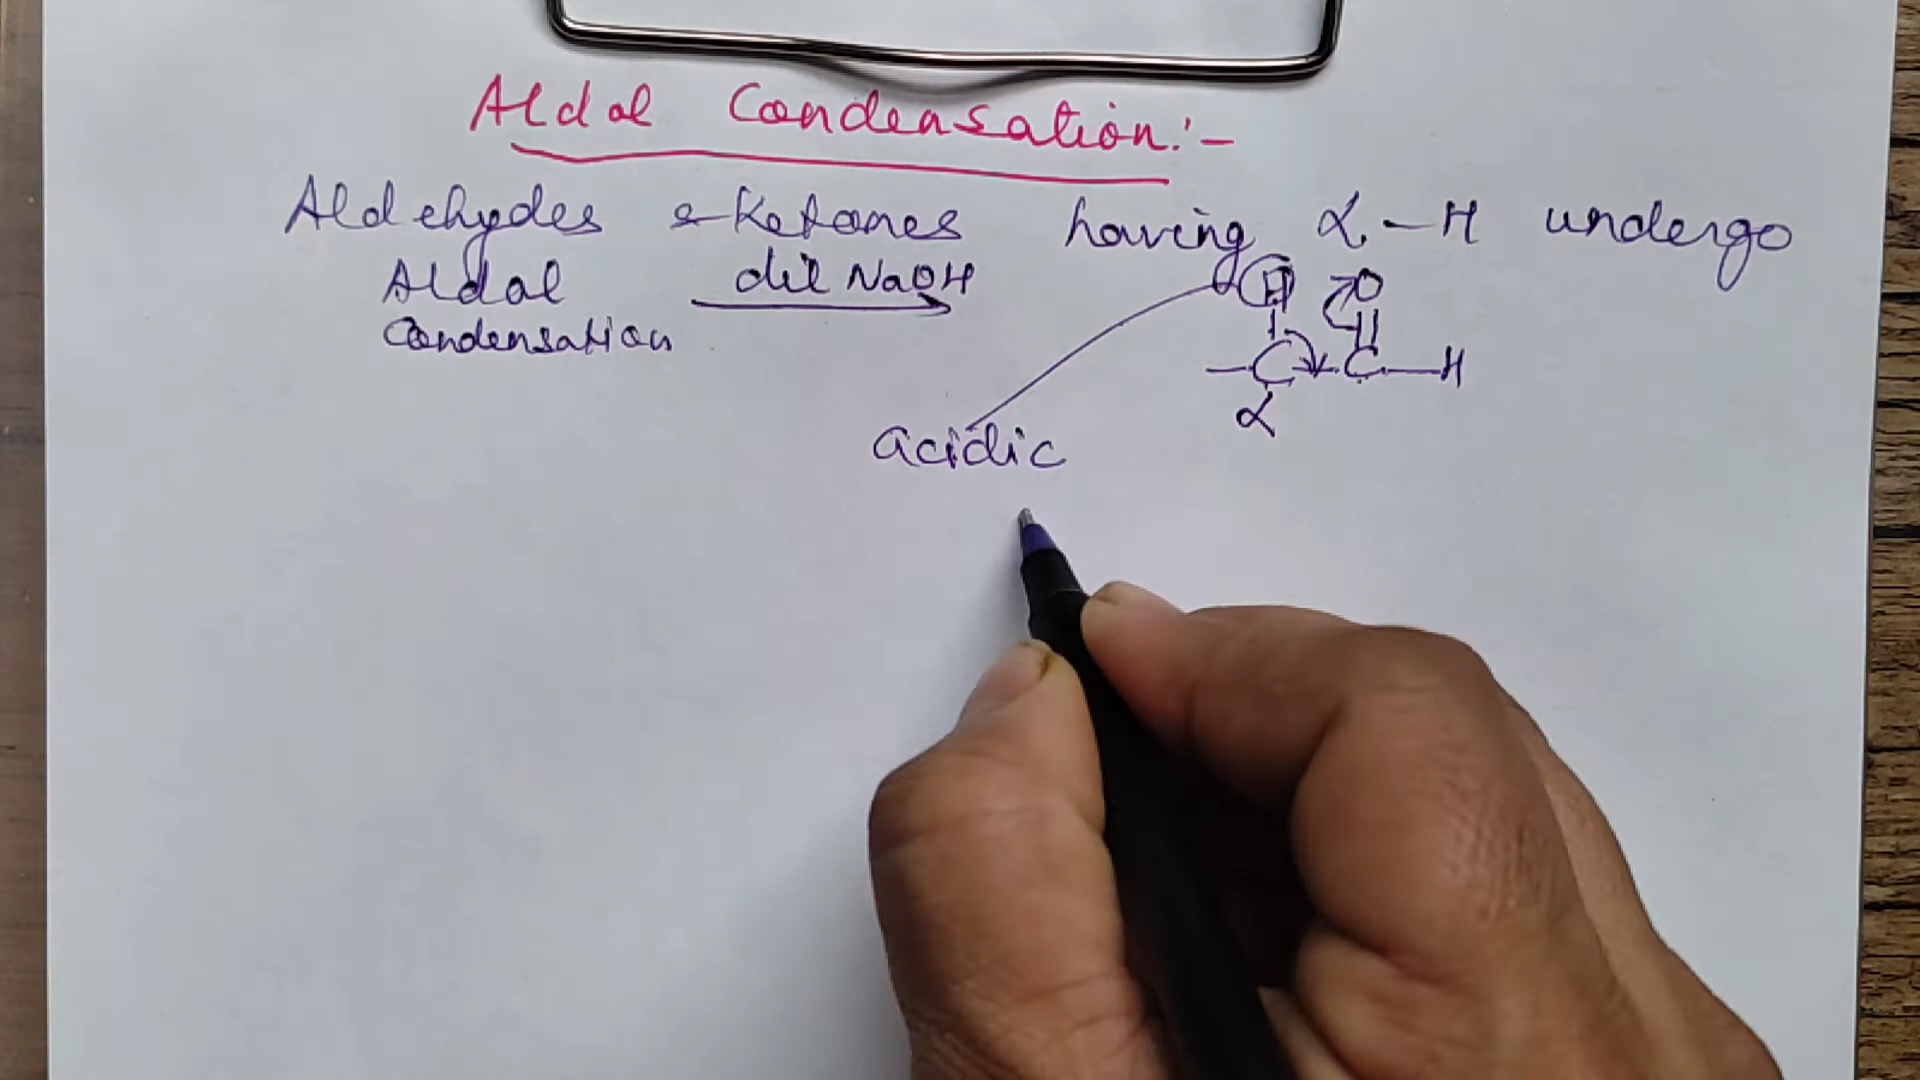 Aldol Condensation:-
Aldehydes & Ketones having α-H undergo
Aldol dil NaOH
Condensation
H O
-C-C-H
α
acidic